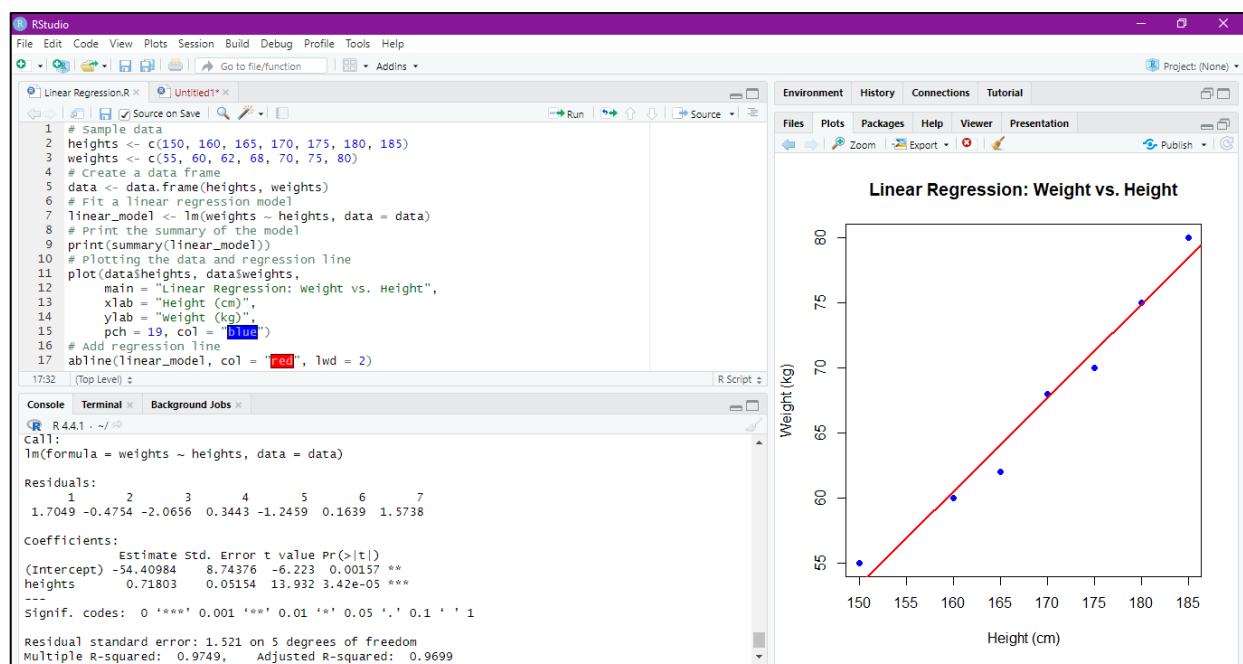 RStudio
File Edit Code View Plots Session Build Debug Profile Tools Help
Go to file/function Addins Project: (None)
Linear Regression.R Untitled1*
Source on Save Run Source
1 # Sample data
2 heights <- c(150, 160, 165, 170, 175, 180, 185)
3 weights <- c(55, 60, 62, 68, 70, 75, 80)
4 # Create a data frame
5 data <- data.frame(heights, weights)
6 # Fit a linear regression model
7 linear_model <- lm(weights ~ heights, data = data)
8 # Print the summary of the model
9 print(summary(linear_model))
10 # Plotting the data and regression line
11 plot(data$heights, data$weights,
12 main = "Linear Regression: Weight vs. Height",
13 xlab = "Height (cm)",
14 ylab = "Weight (kg)",
15 pch = 19, col = "blue")
16 # Add regression line
17 abline(linear_model, col = "red", lwd = 2)
17:32 (Top Level) R Script
Console Terminal Background Jobs
R 4.4.1 · ~/
Call:
lm(formula = weights ~ heights, data = data)
Residuals:
1 2 3 4 5 6 7
1.7049 -0.4754 -2.0656 0.3443 -1.2459 0.1639 1.5738
Coefficients:
Estimate Std. Error t value Pr(>|t|)
(Intercept) -54.40984 8.74376 -6.223 0.00157 **
heights 0.71803 0.05154 13.932 3.42e-05 ***
---
Signif. codes: 0 ‘***’ 0.001 ‘**’ 0.01 ‘*’ 0.05 ‘.’ 0.1 ‘ ’ 1
Residual standard error: 1.521 on 5 degrees of freedom
Multiple R-squared: 0.9749, Adjusted R-squared: 0.9699
Environment History Connections Tutorial
Files Plots Packages Help Viewer Presentation
Zoom Export Publish
Linear Regression: Weight vs. Height
Weight (kg)
80
75
70
65
60
55
150 155 160 165 170 175 180 185
Height (cm)